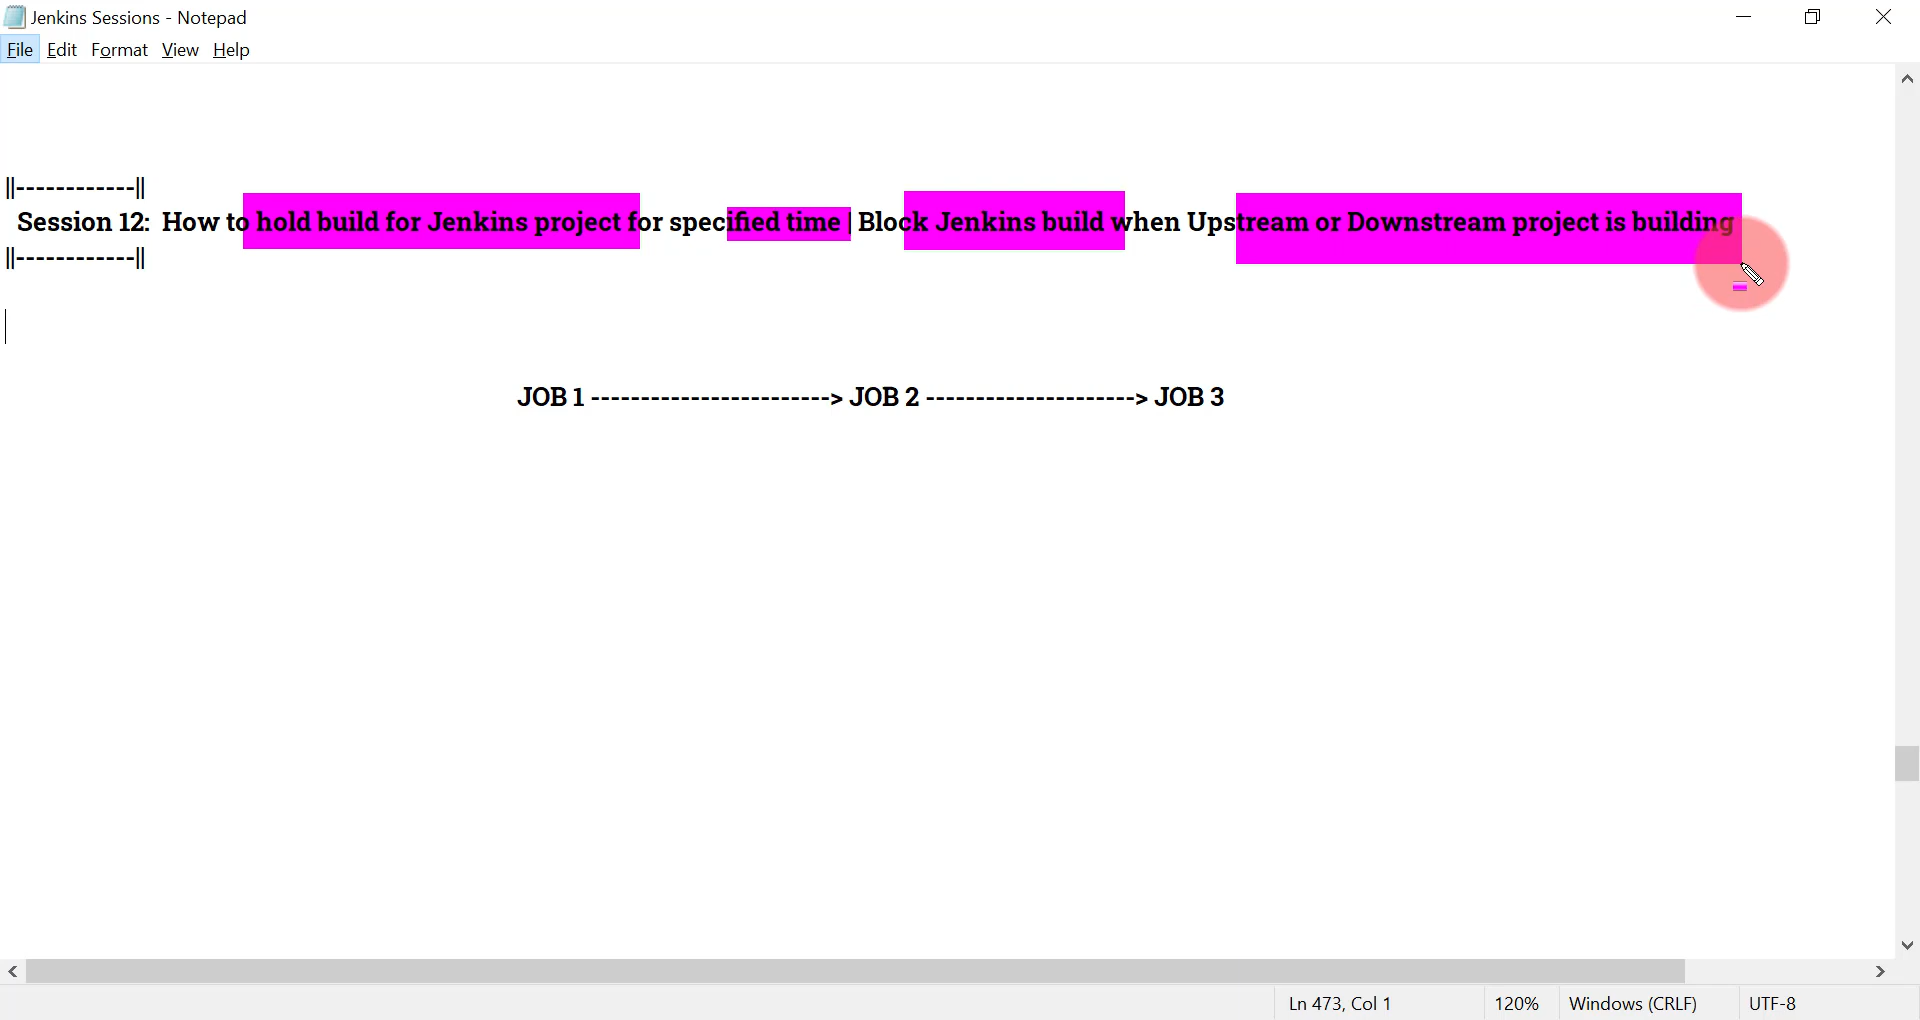 Jenkins Sessions - Notepad
File Edit Format View Help
||------------||
Session 12: How to hold build for Jenkins project for specified time | Block Jenkins build when Upstream or Downstream project is building
||------------||
JOB 1 ------------------------> JOB 2 ---------------------> JOB 3
Ln 473, Col 1 120% Windows (CRLF) UTF-8